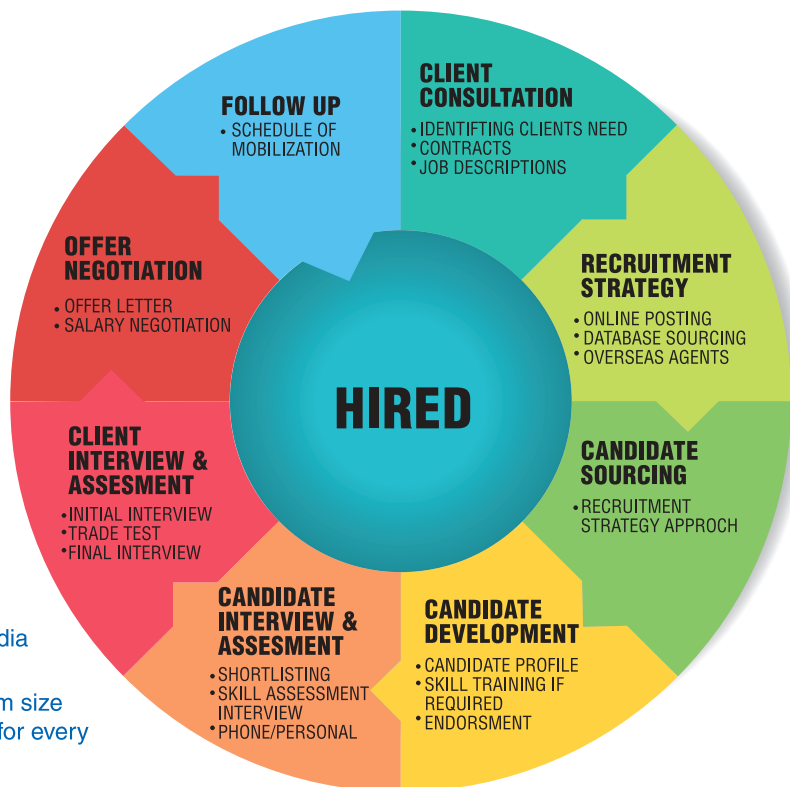 CLIENT
CONSULTATION
• IDENTIFTING CLIENTS NEED
• CONTRACTS
• JOB DESCRIPTIONS
RECRUITMENT
STRATEGY
• ONLINE POSTING
• DATABASE SOURCING
• OVERSEAS AGENTS
CANDIDATE
SOURCING
• RECRUITMENT
STRATEGY APPROCH
CANDIDATE
DEVELOPMENT
• CANDIDATE PROFILE
• SKILL TRAINING IF
REQUIRED
• ENDORSMENT
CANDIDATE
INTERVIEW &
ASSESMENT
• SHORTLISTING
• SKILL ASSESSMENT
INTERVIEW
• PHONE/PERSONAL
CLIENT
INTERVIEW &
ASSESMENT
• INITIAL INTERVIEW
• TRADE TEST
• FINAL INTERVIEW
OFFER
NEGOTIATION
• OFFER LETTER
• SALARY NEGOTIATION
FOLLOW UP
• SCHEDULE OF
MOBILIZATION
HIRED
size
for every